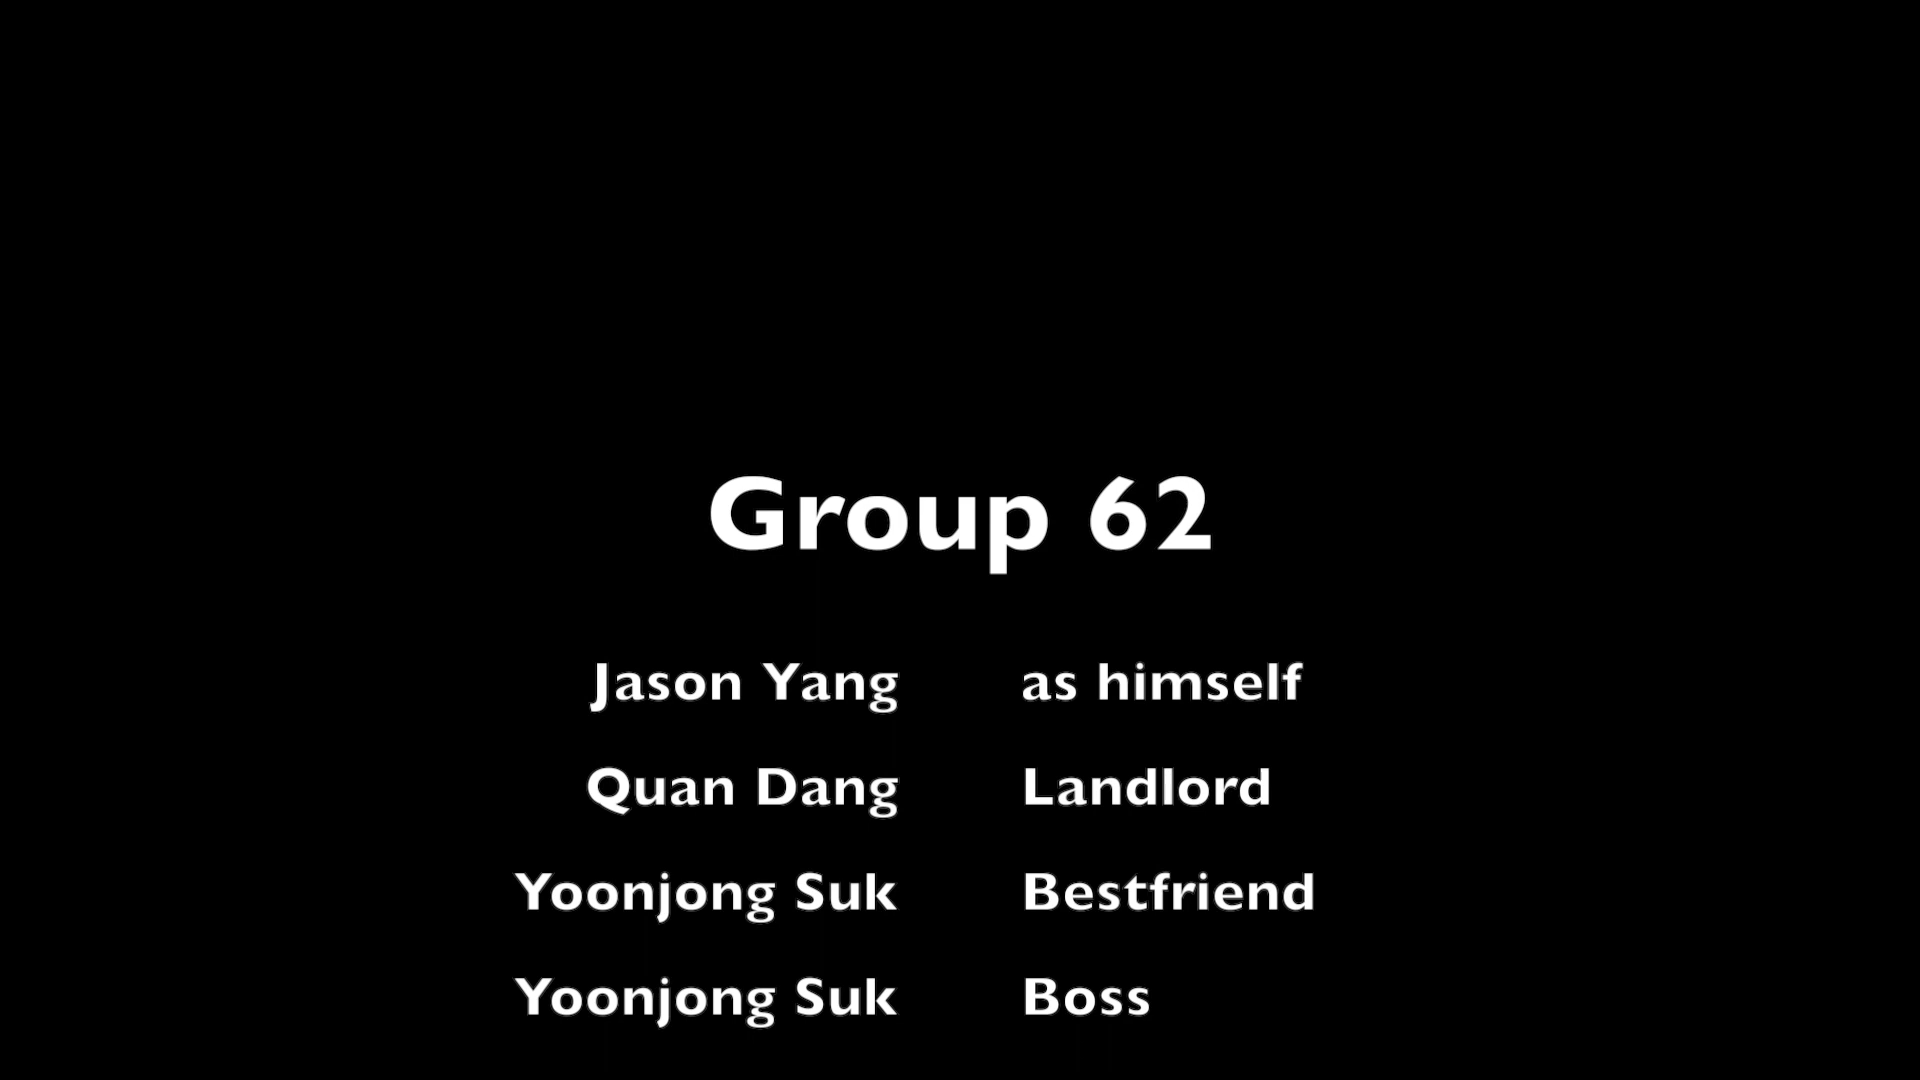 Group 62
Jason Yang as himself
Quan Dang Landlord
Yoonjong Suk Bestfriend
Yoonjong Suk Boss